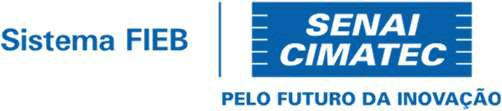 Sistema FIEB
SENAI
CIMATEC
PELO FUTURO DA INOVAÇÃO